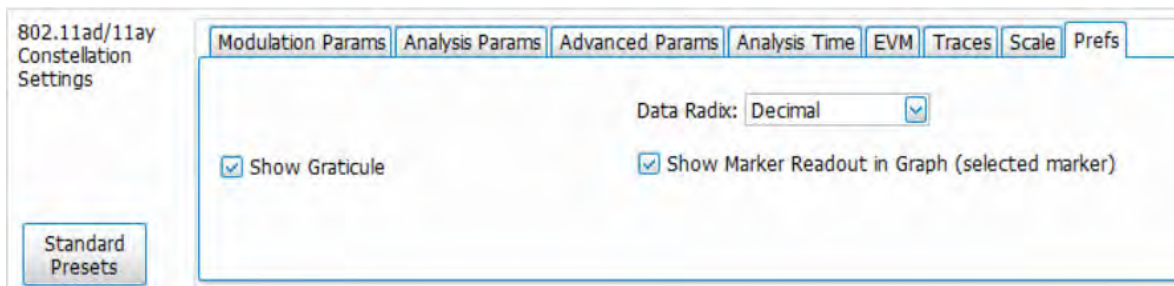 802.11ad/11ay
Constellation
Settings
Modulation Params Analysis Params Advanced Params Analysis Time EVM Traces Scale Prefs
Data Radix: Decimal
Show Graticule Show Marker Readout in Graph (selected marker)
Standard
Presets